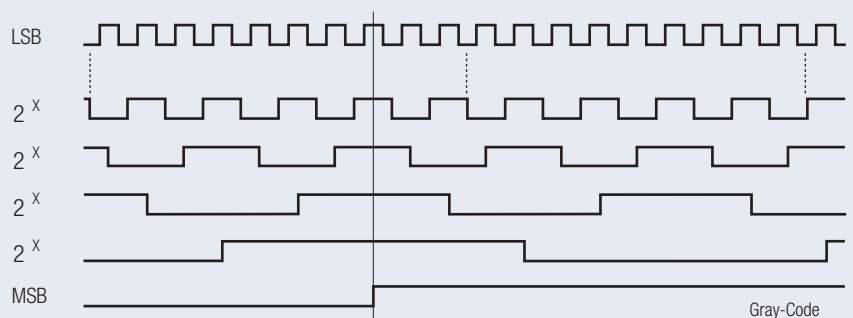 LSB
2 X
2 X
2 X
2 X
MSB
Gray-Code